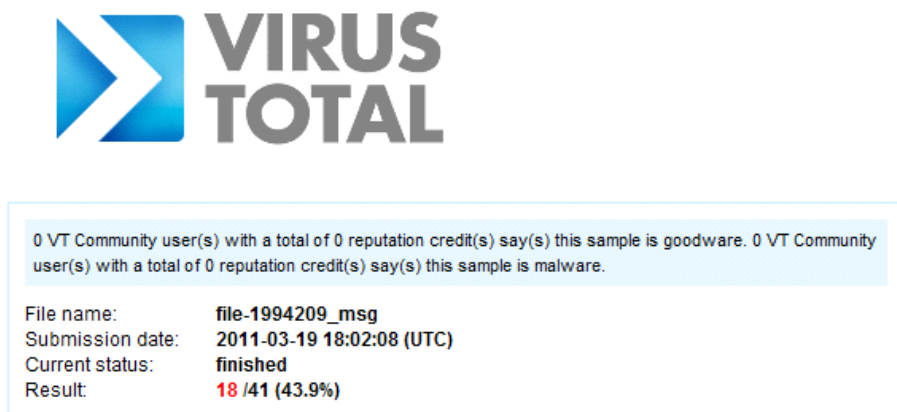 VIRUS
TOTAL
0 VT Community user(s) with a total of 0 reputation credit(s) say(s) this sample is goodware. 0 VT Community
user(s) with a total of 0 reputation credit(s) say(s) this sample is malware.
File name: file-1994209_msg
Submission date: 2011-03-19 18:02:08 (UTC)
Current status: finished
Result: 18 /41 (43.9%)